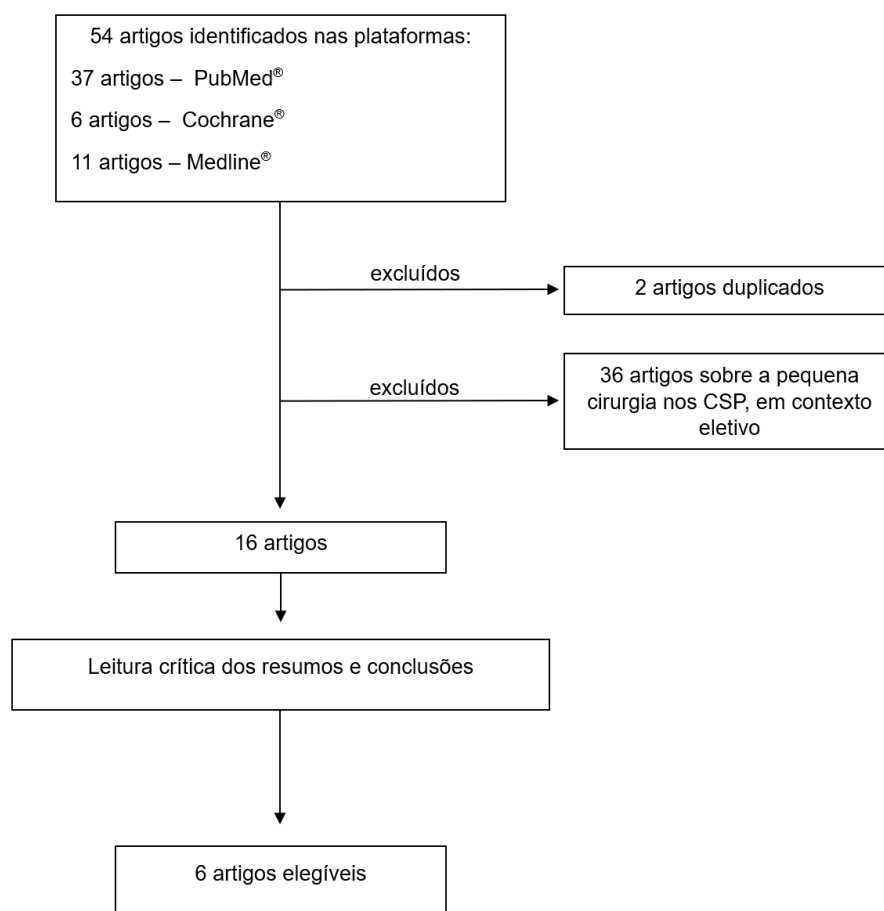 54 artigos identificados nas plataformas:
37 artigos – PubMed®
6 artigos – Cochrane®
11 artigos – Medline®
excluídos
2 artigos duplicados
excluídos
36 artigos sobre a pequena
cirurgia nos CSP, em contexto
eletivo
16 artigos
Leitura crítica dos resumos e conclusões
6 artigos elegíveis